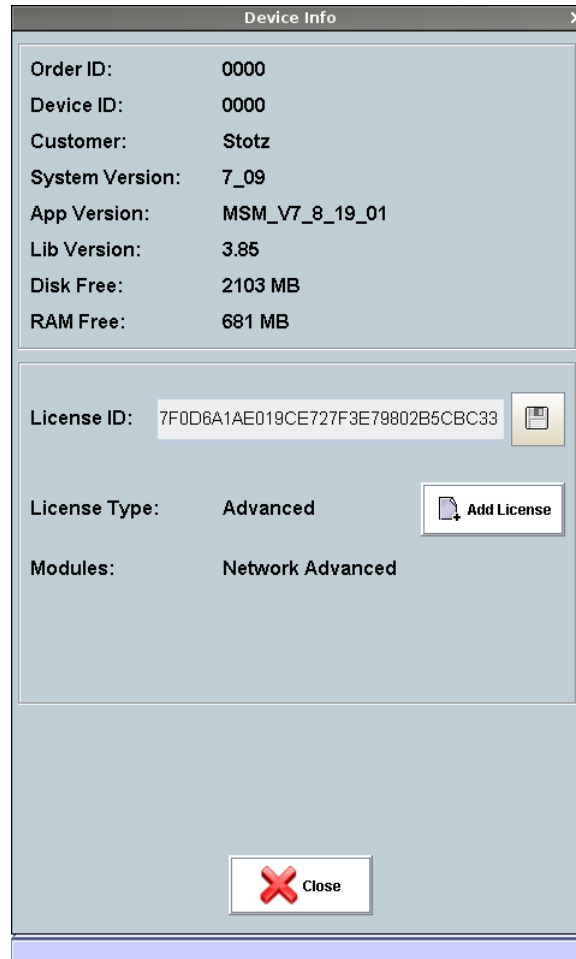 Device Info
Order ID: 0000
Device ID: 0000
Customer: Stotz
System Version: 7_09
App Version: MSM_V7_8_19_01
Lib Version: 3.85
Disk Free: 2103 MB
RAM Free: 681 MB
License ID: 7F0D6A1AE019CE727F3E79802B5CBC33
License Type: Advanced Add License
Modules: Network Advanced
Close